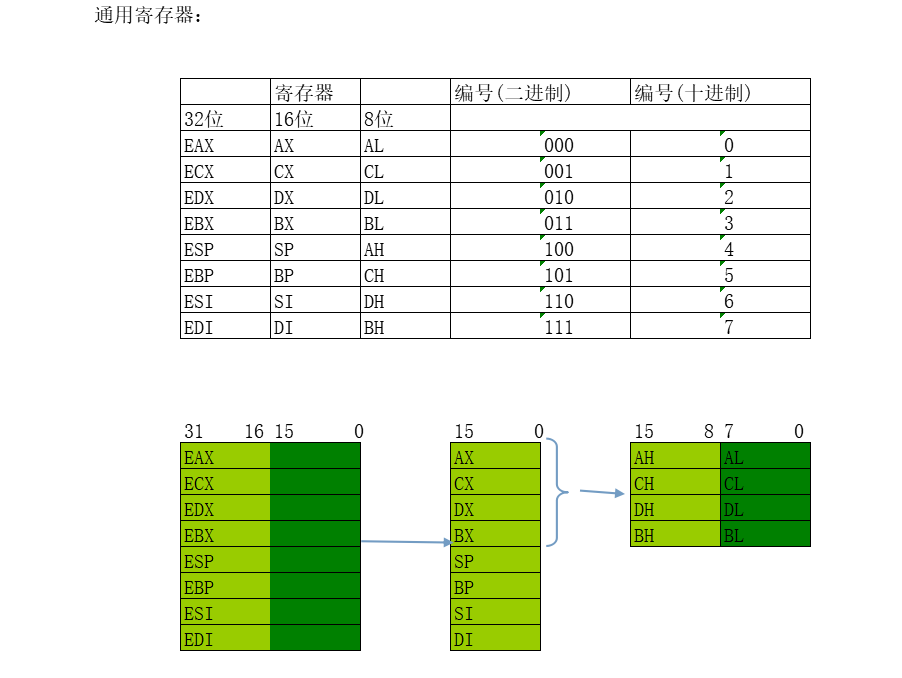 通用寄存器：
寄存器 编号(二进制) 编号(十进制)
32位 16位 8位
EAX AX AL 000 0
ECX CX CL 001 1
EDX DX DL 010 2
EBX BX BL 011 3
ESP SP AH 100 4
EBP BP CH 101 5
ESI SI DH 110 6
EDI DI BH 111 7
31 16 15 0 15 0 15 8 7 0
EAX AX AH AL
ECX CX CH CL
EDX DX DH DL
EBX BX BH BL
ESP SP
EBP BP
ESI SI
EDI DI